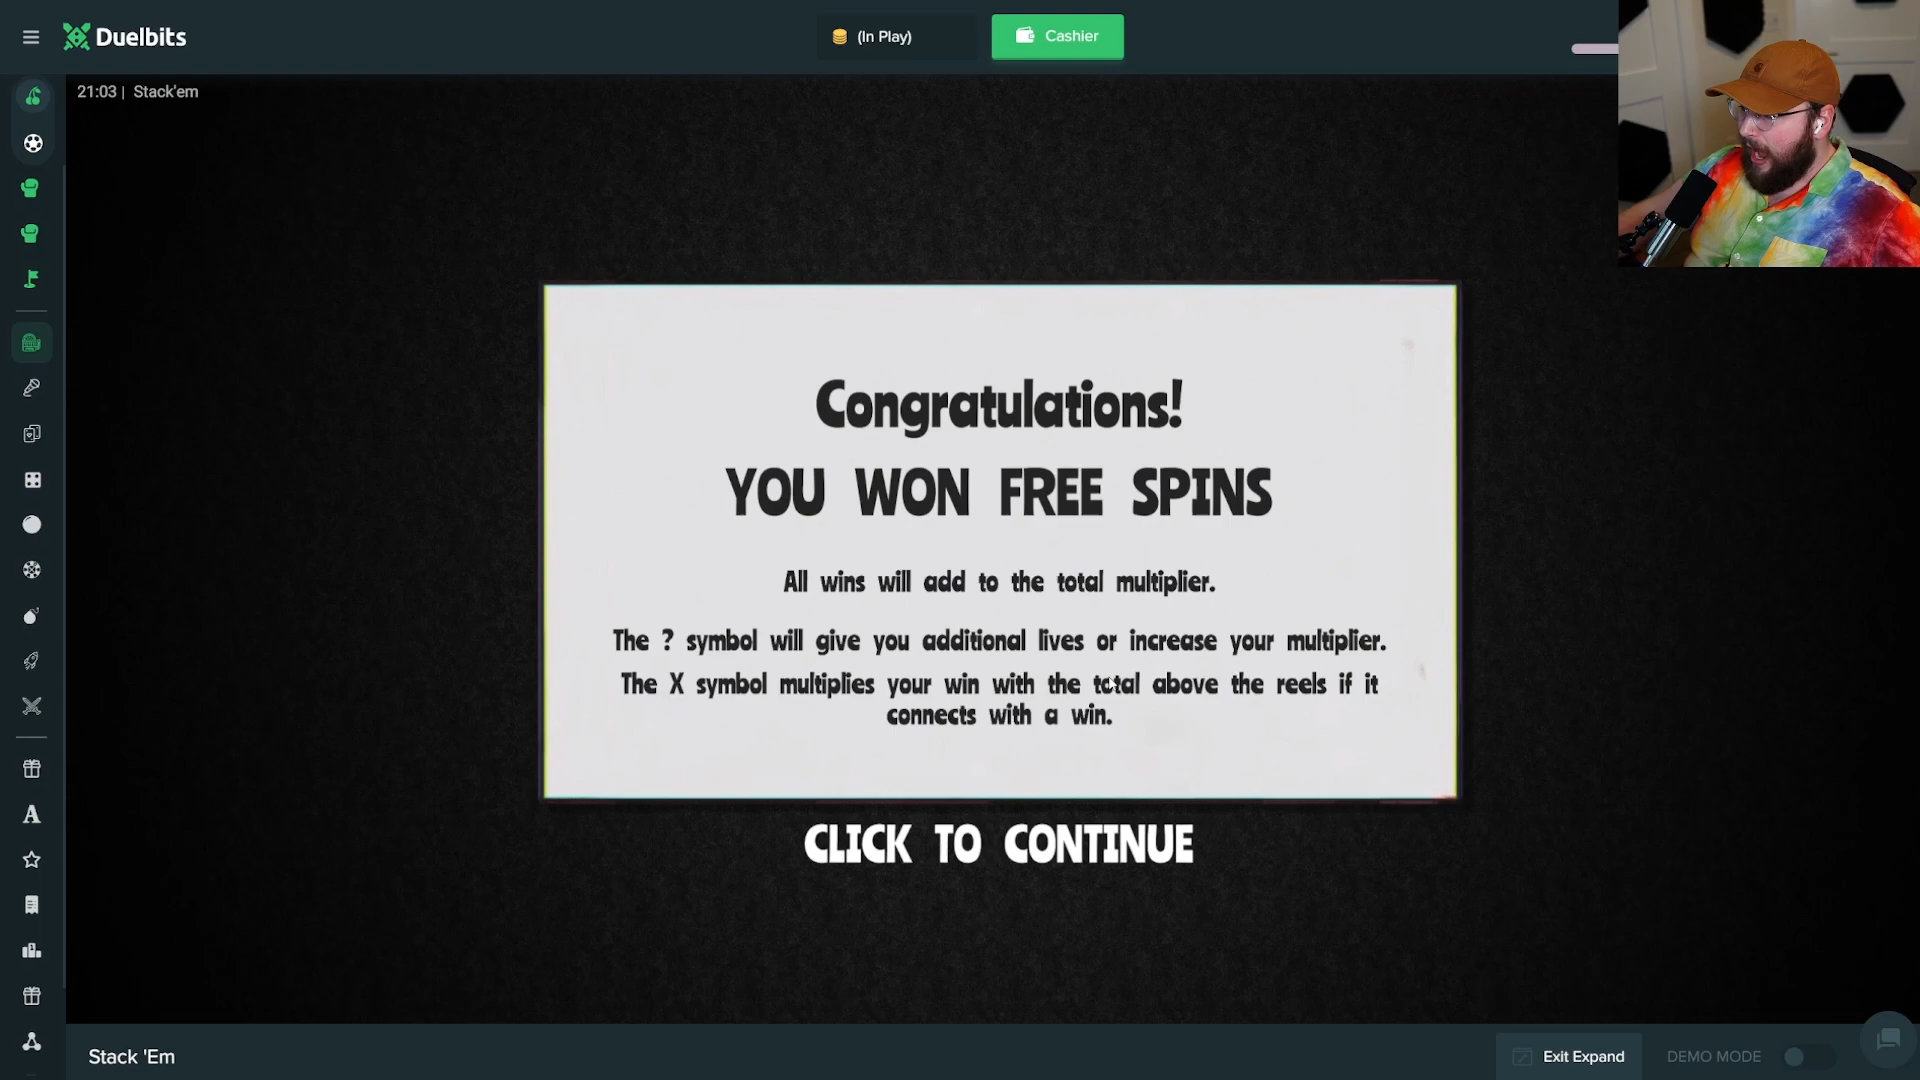 Duelbits
(In Play)
Cashier
21:03 | Stack'em
Congratulations!
YOU WON FREE SPINS
All wins will add to the total multiplier.
The ? symbol will give you additional lives or increase your multiplier.
The X symbol multiplies your win with the total above the reels if it
connects with a win.
CLICK TO CONTINUE
Stack 'Em
Exit Expand
DEMO MODE